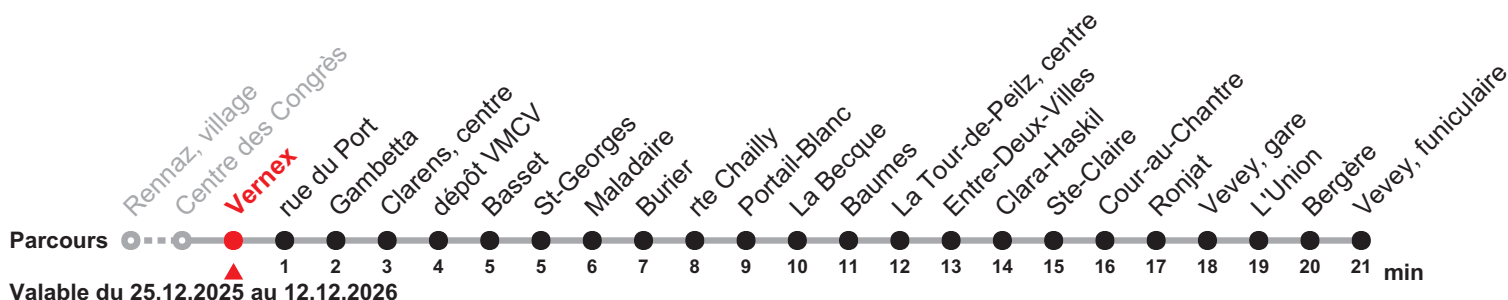 Rennaz, village
Centre des Congrès
Vernex
rue du Port
Gambetta
Clarens, centre
dépôt VMCV
Basset
St-Georges
Maladaire
Burier
rte Chailly
Portail-Blanc
La Becque
Baumes
La Tour-de-Peilz, centre
Entre-Deux-Villes
Clara-Haskil
Ste-Claire
Cour-au-Chantre
Ronjat
Vevey, gare
L'Union
Bergère
Vevey, funiculaire
Parcours
1 2 3 4 5 5 6 7 8 9 10 11 12 13 14 15 16 17 18 19 20 21 min
Valable du 25.12.2025 au 12.12.2026